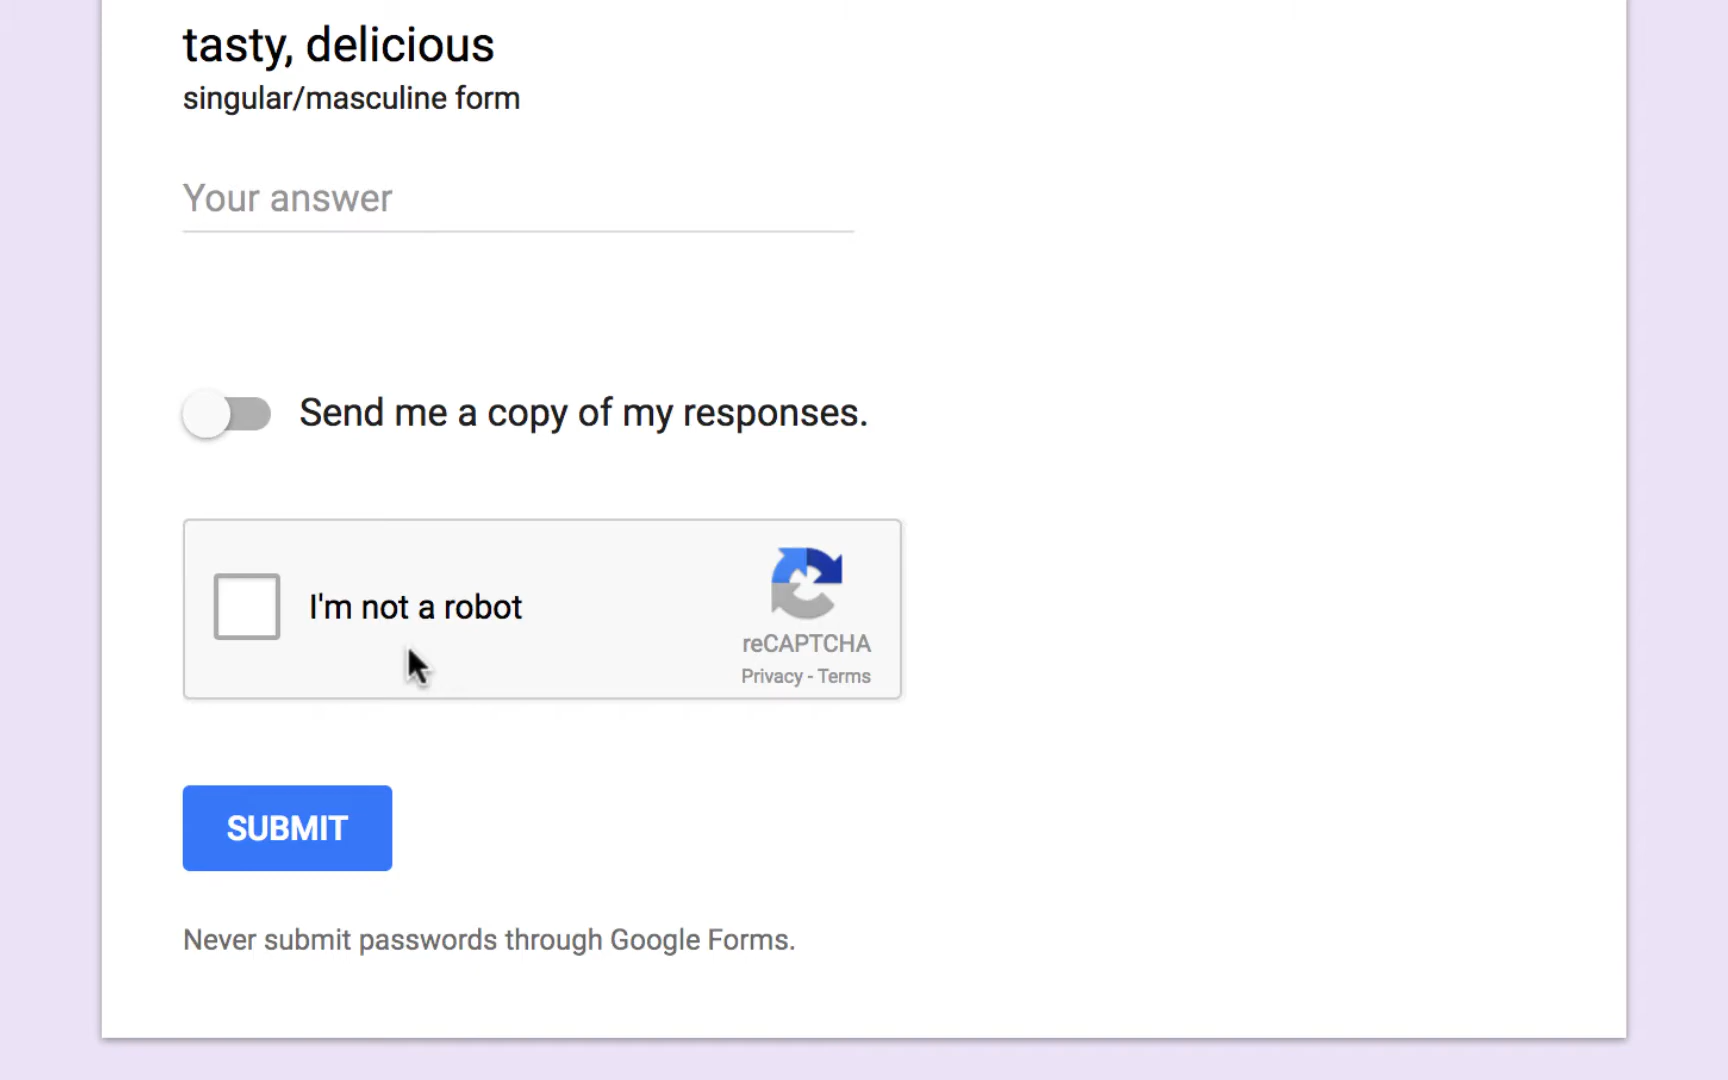 tasty, delicious
singular/masculine form
Your answer
Send me a copy of my responses.
I'm not a robot
reCAPTCHA
Privacy - Terms
SUBMIT
Never submit passwords through Google Forms.